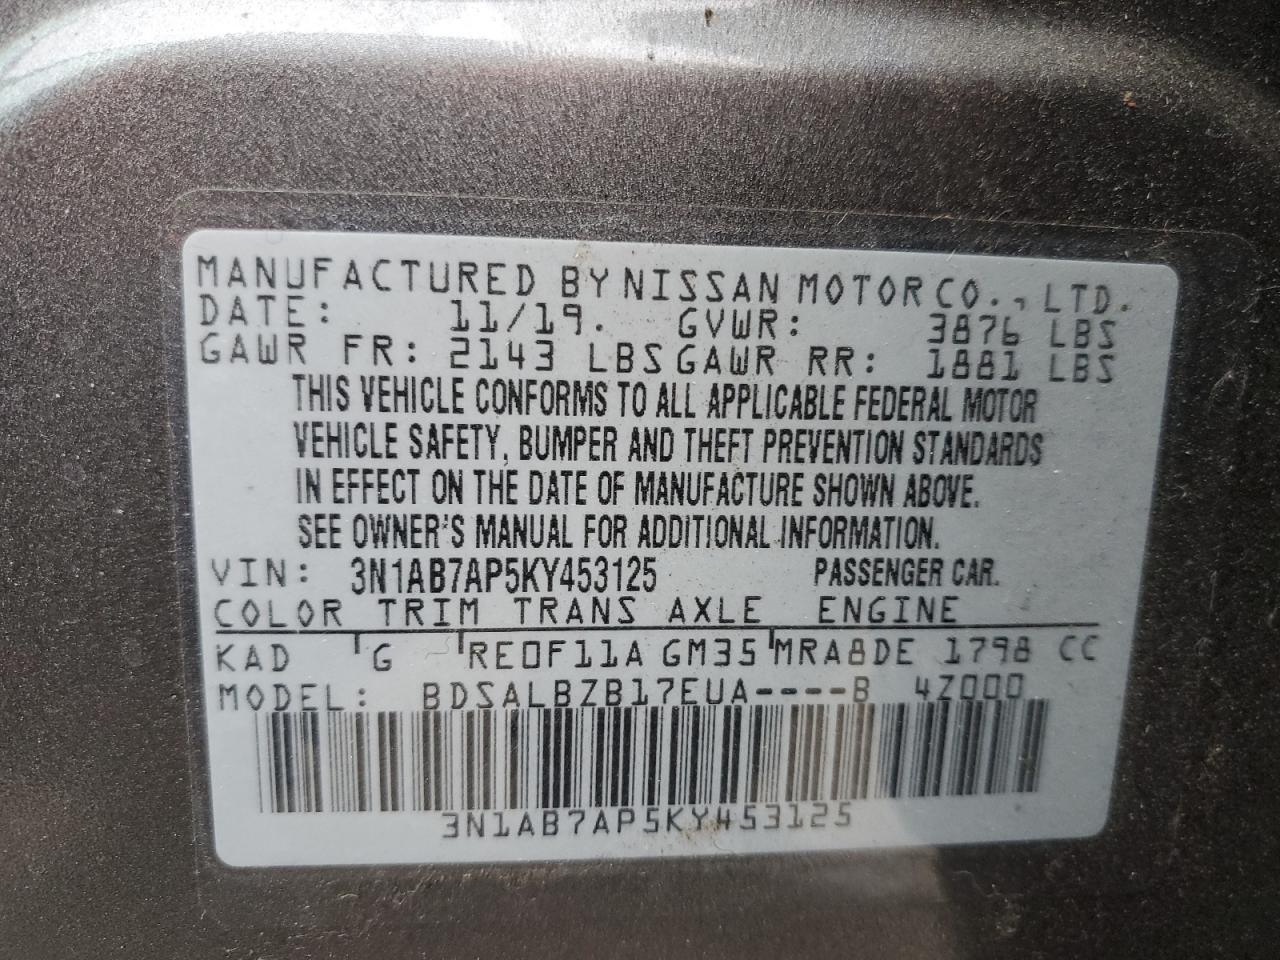 MANUFACTURED BY NISSAN MOTOR CO., LTD.
DATE: 11/19. GVWR: 3876 LBS
GAWR FR: 2143 LBS GAWR RR: 1881 LBS
THIS VEHICLE CONFORMS TO ALL APPLICABLE FEDERAL MOTOR
VEHICLE SAFETY, BUMPER AND THEFT PREVENTION STANDARDS
IN EFFECT ON THE DATE OF MANUFACTURE SHOWN ABOVE.
SEE OWNER'S MANUAL FOR ADDITIONAL INFORMATION.
VIN: 3N1AB7AP5KY453125 PASSENGER CAR.
COLOR TRIM TRANS AXLE ENGINE
KAD G RE0F11A GM35 MRA8DE 1798 CC
MODEL: BDSALBZB17EUA----B 4Z000
3N1AB7AP5KY453125